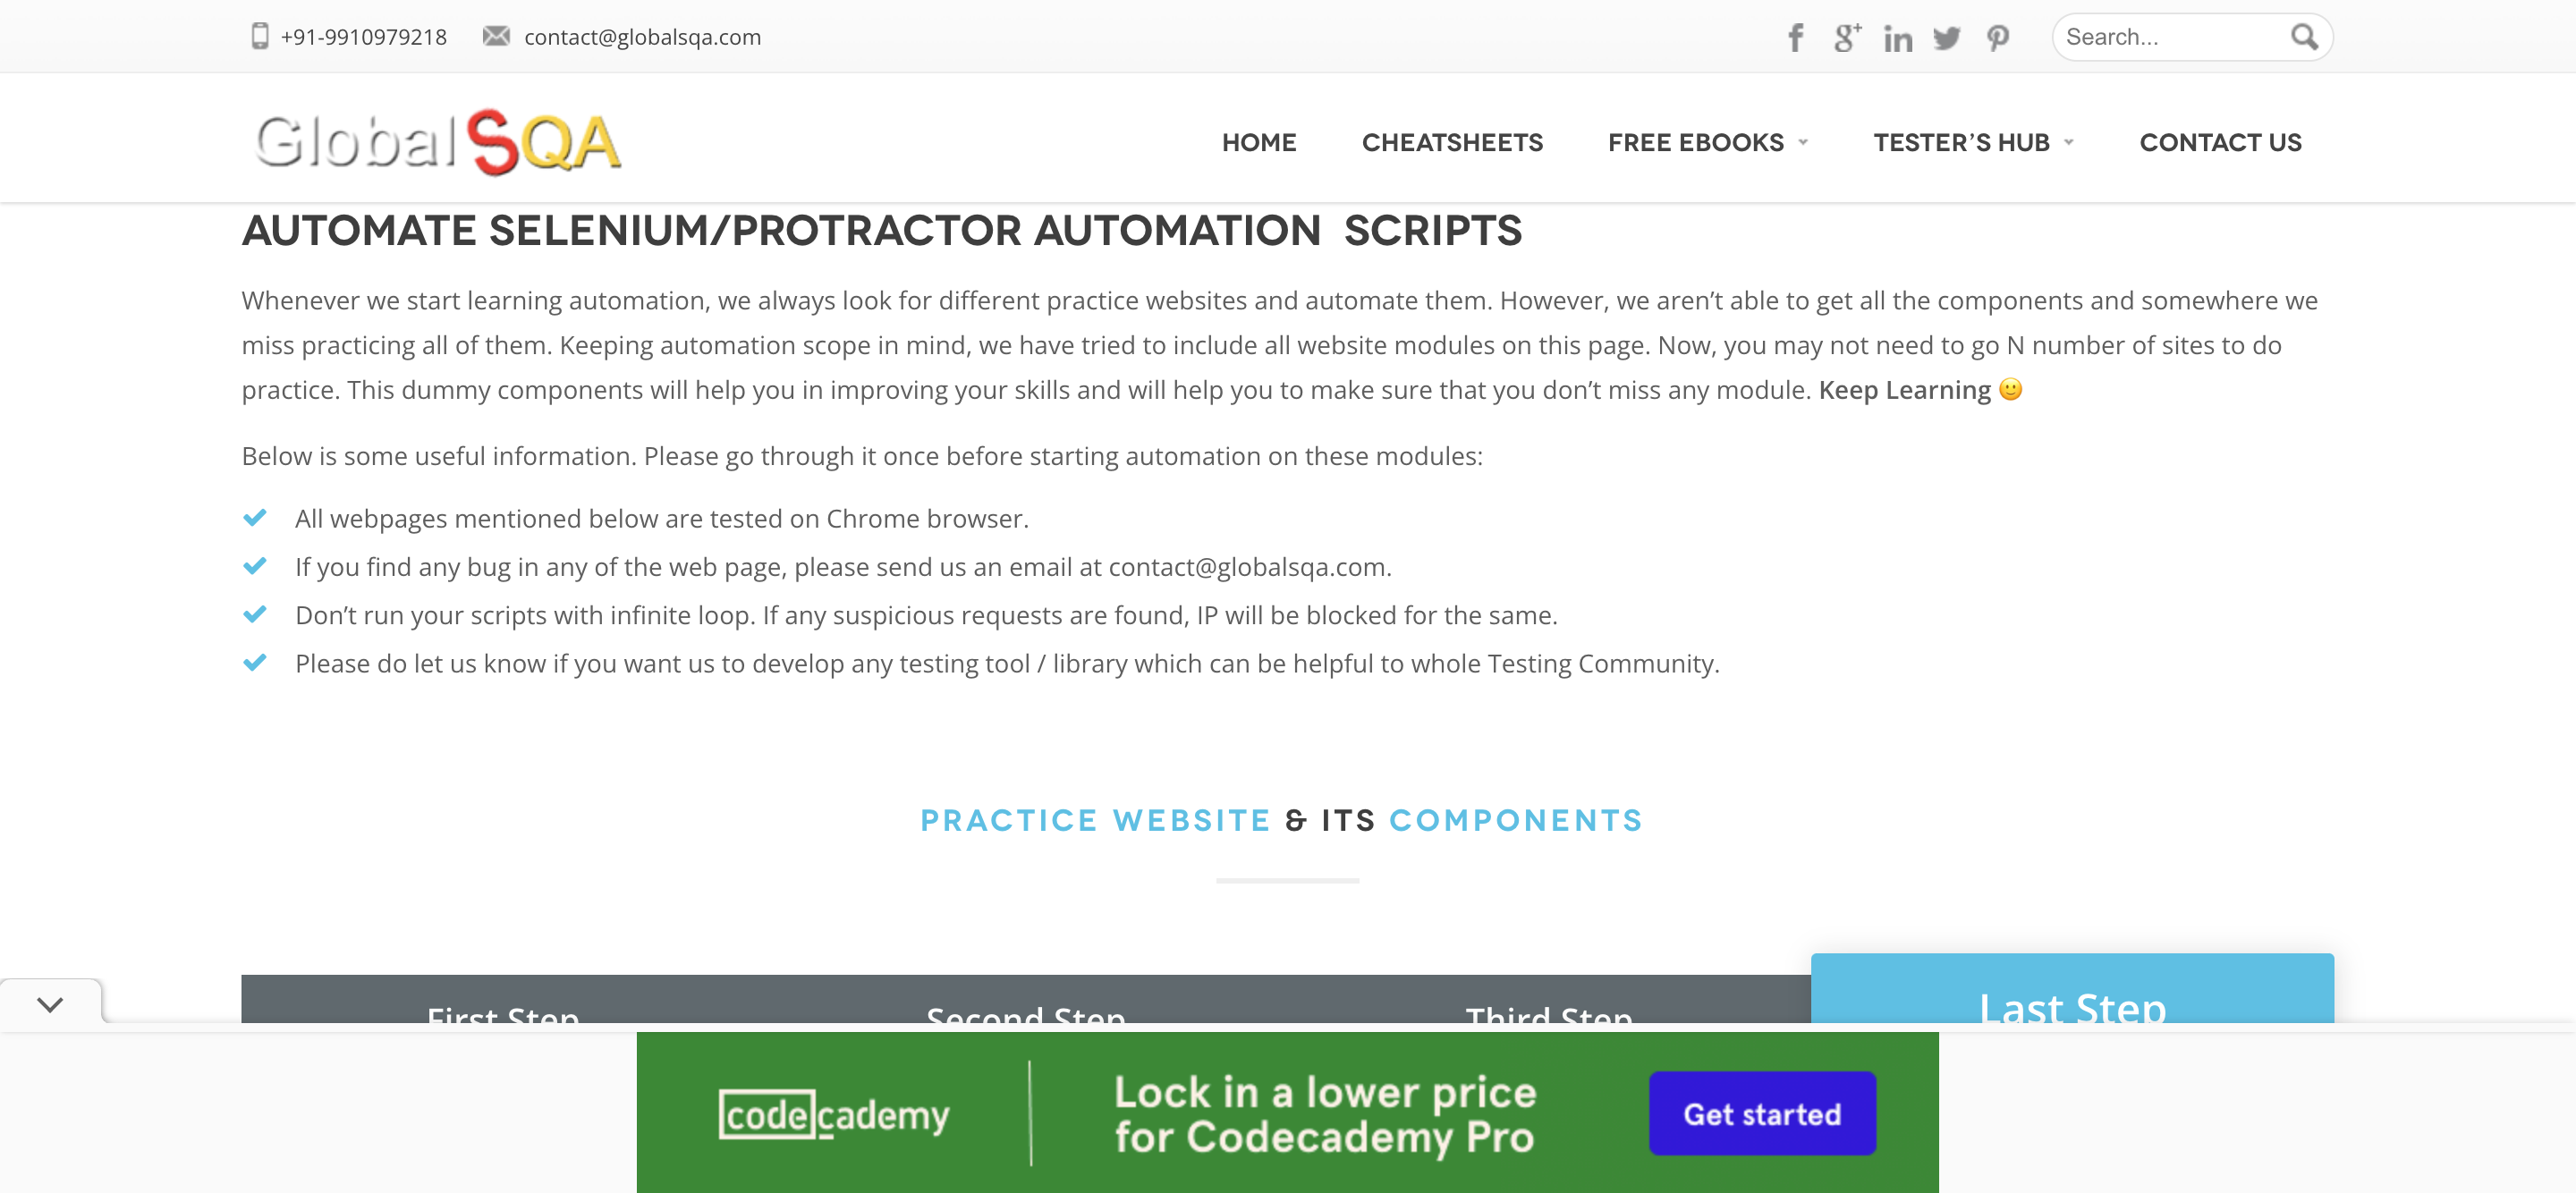 +91-9910979218 contact@globalsqa.com
Search...
GlobalSQA
HOME CHEATSHEETS FREE EBOOKS TESTER’S HUB CONTACT US
AUTOMATE SELENIUM/PROTRACTOR AUTOMATION SCRIPTS
Whenever we start learning automation, we always look for different practice websites and automate them. However, we aren’t able to get all the components and somewhere we
miss practicing all of them. Keeping automation scope in mind, we have tried to include all website modules on this page. Now, you may not need to go N number of sites to do
practice. This dummy components will help you in improving your skills and will help you to make sure that you don’t miss any module. Keep Learning 🙂
Below is some useful information. Please go through it once before starting automation on these modules:
All webpages mentioned below are tested on Chrome browser.
If you find any bug in any of the web page, please send us an email at contact@globalsqa.com.
Don’t run your scripts with infinite loop. If any suspicious requests are found, IP will be blocked for the same.
Please do let us know if you want us to develop any testing tool / library which can be helpful to whole Testing Community.
PRACTICE WEBSITE & ITS COMPONENTS
First Step Second Step Third Step Last Step
codecademy
Lock in a lower price
for Codecademy Pro
Get started